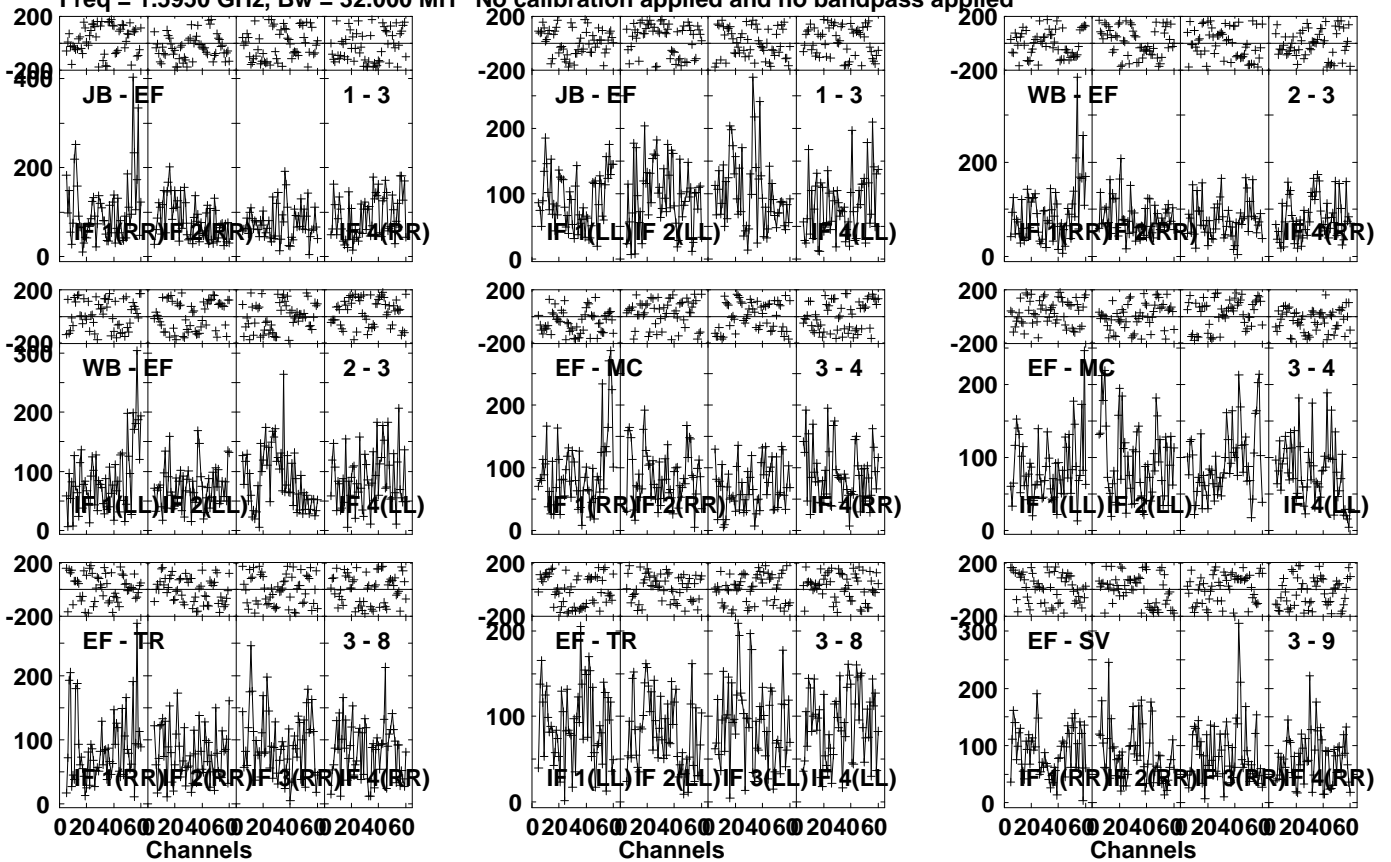 Freq = 1.5950 GHz, Bw = 32.000 MH No calibration applied and no bandpass applied
200
-200
400
200
0
JB - EF 1 - 3
IF 1(RR) IF 2(RR) IF 4(RR)
200
-200
200
100
0
JB - EF 1 - 3
IF 1(LL) IF 2(LL) IF 4(LL)
200
-200
200
0
WB - EF 2 - 3
IF 1(RR) IF 2(RR) IF 4(RR)
200
-200
300
200
100
0
WB - EF 2 - 3
IF 1(LL) IF 2(LL) IF 4(LL)
200
-200
300
200
100
0
EF - MC 3 - 4
IF 1(RR) IF 2(RR) IF 4(RR)
200
-200
200
100
0
EF - MC 3 - 4
IF 1(LL) IF 2(LL) IF 4(LL)
200
-200
200
100
0
EF - TR 3 - 8
IF 1(RR) IF 2(RR) IF 3(RR) IF 4(RR)
0 20 40 60 0 20 40 60 0 20 40 60 0 20 40 60
Channels
200
-200
200
100
0
EF - TR 3 - 8
IF 1(LL) IF 2(LL) IF 3(LL) IF 4(LL)
0 20 40 60 0 20 40 60 0 20 40 60 0 20 40 60
Channels
200
-200
300
200
100
0
EF - SV 3 - 9
IF 1(RR) IF 2(RR) IF 3(RR) IF 4(RR)
0 20 40 60 0 20 40 60 0 20 40 60 0 20 40 60
Channels